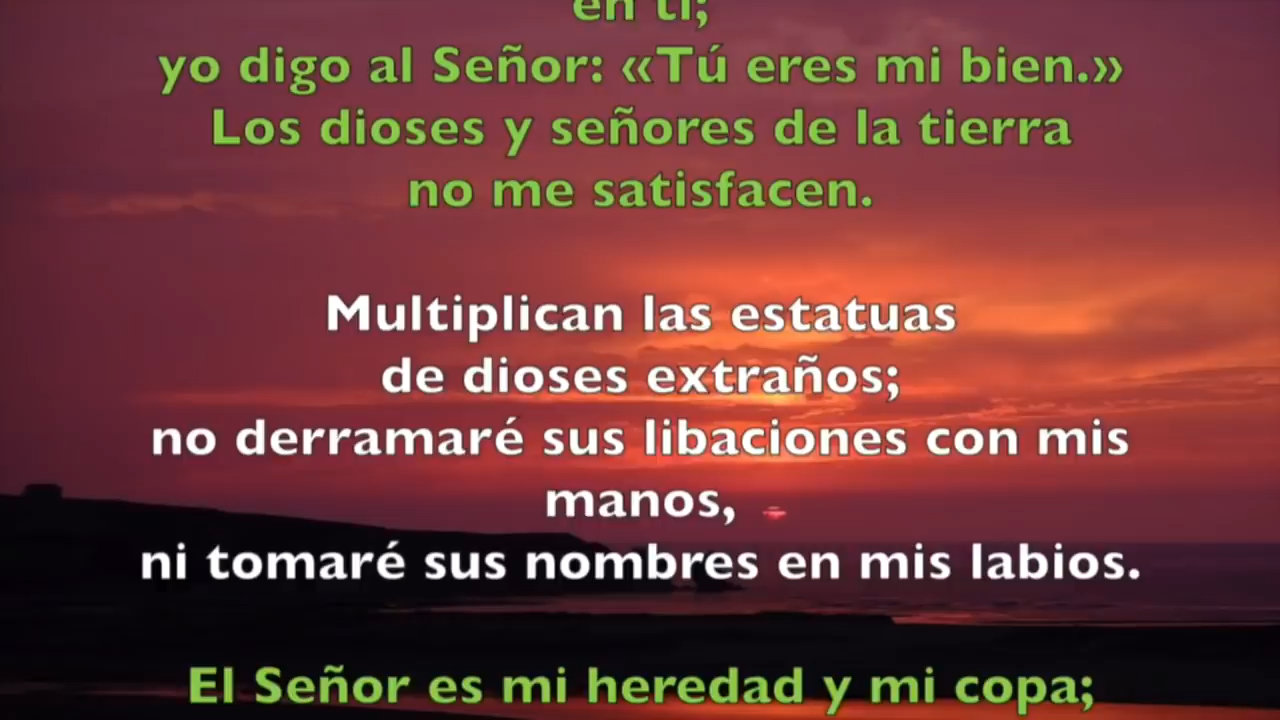 en ti;
yo digo al Señor: «Tú eres mi bien.»
Los dioses y señores de la tierra
no me satisfacen.
Multiplican las estatuas
de dioses extraños;
no derramaré sus libaciones con mis
manos,
ni tomaré sus nombres en mis labios.
El Señor es mi heredad y mi copa;